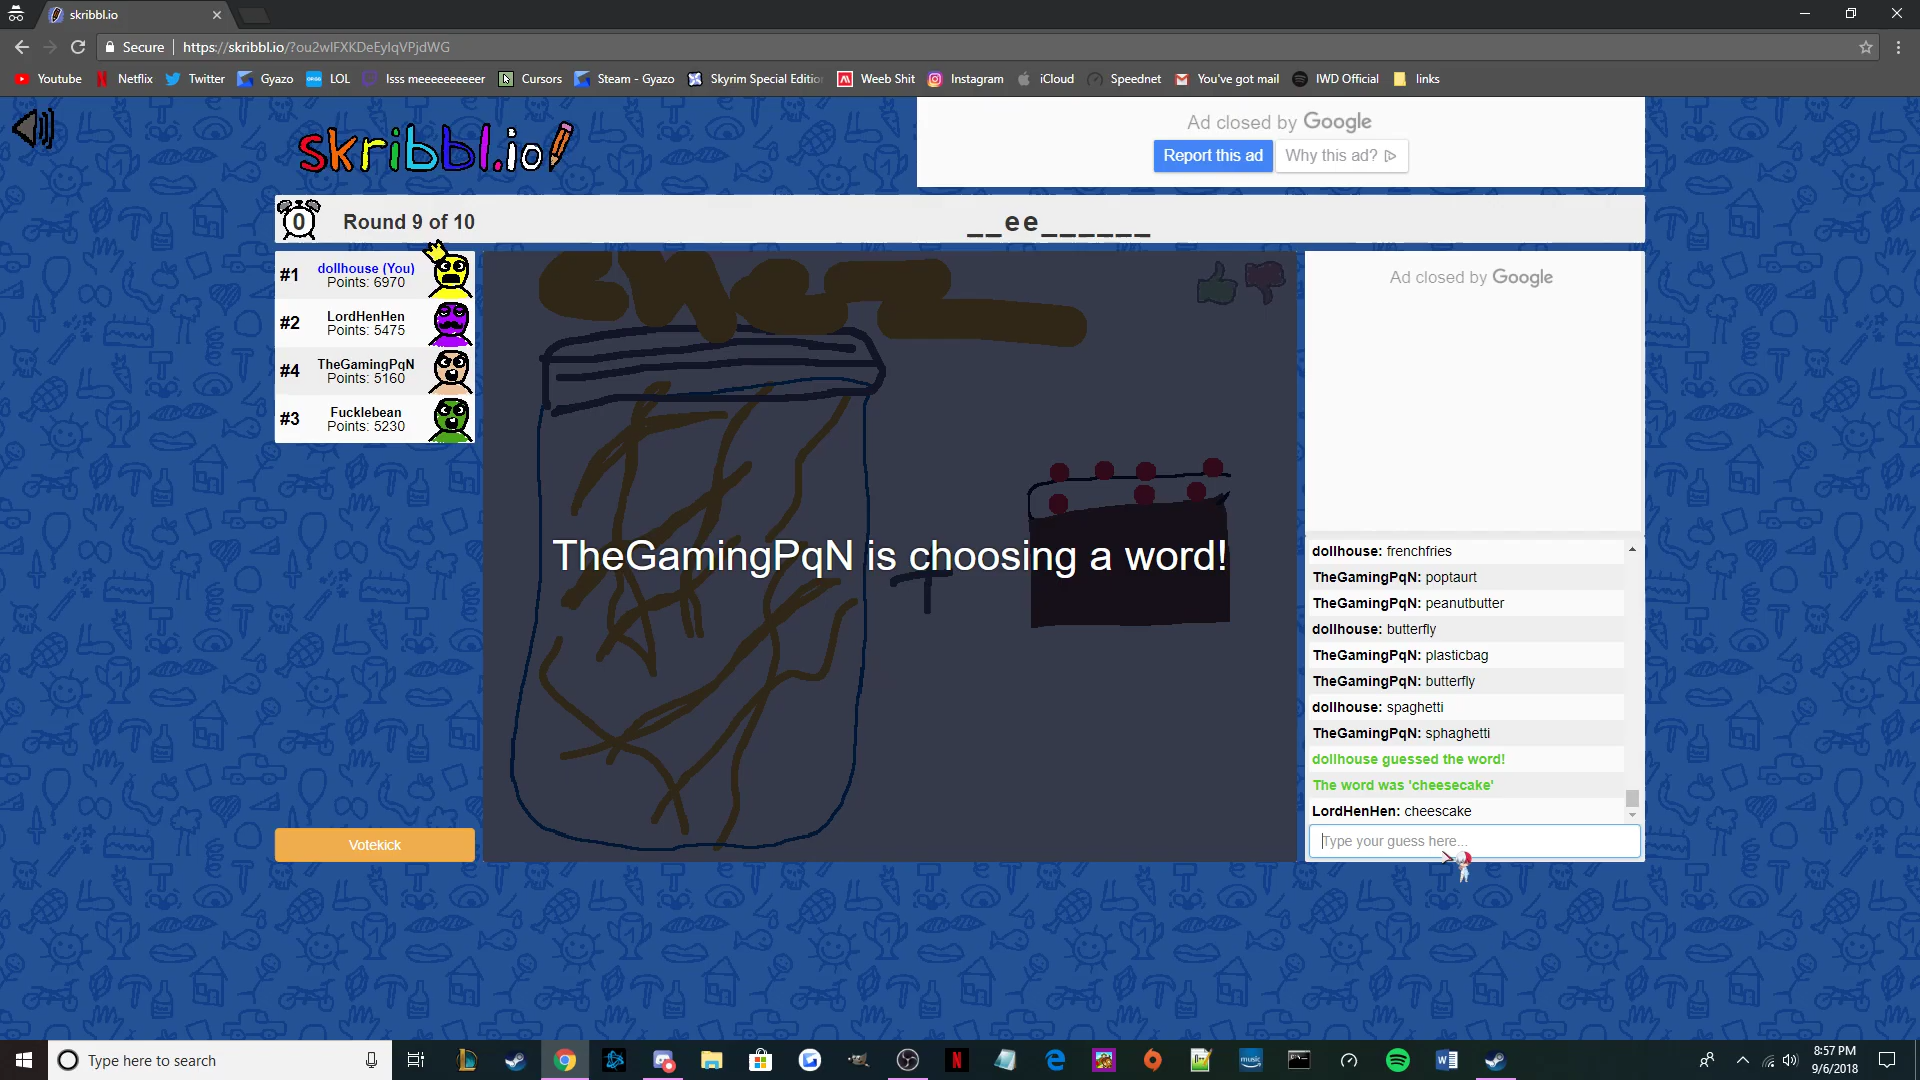 skribbl.io
Secure
https://skribbl.io/?ou2wlFXKDeEylqVPjdWG
Youtube
Netflix
Twitter
Gyazo
LOL
Isss meeeeeeeeeer
Cursors
Steam - Gyazo
Skyrim Special Edition
Weeb Shit
Instagram
iCloud
Speednet
You've got mail
IWD Official
links
skribbl.io
Ad closed by Google
Report this ad
Why this ad?
0
Round 9 of 10
__ee______
#1
dollhouse (You)
Points: 6970
#2
LordHenHen
Points: 5475
#4
TheGamingPqN
Points: 5160
#3
Fucklebean
Points: 5230
Votekick
TheGamingPqN is choosing a word!
Ad closed by Google
dollhouse: frenchfries
TheGamingPqN: poptaurt
TheGamingPqN: peanutbutter
dollhouse: butterfly
TheGamingPqN: plasticbag
TheGamingPqN: butterfly
dollhouse: spaghetti
TheGamingPqN: sphaghetti
dollhouse guessed the word!
The word was 'cheesecake'
LordHenHen: cheescake
Type your guess here...
Type here to search
8:57 PM
9/6/2018